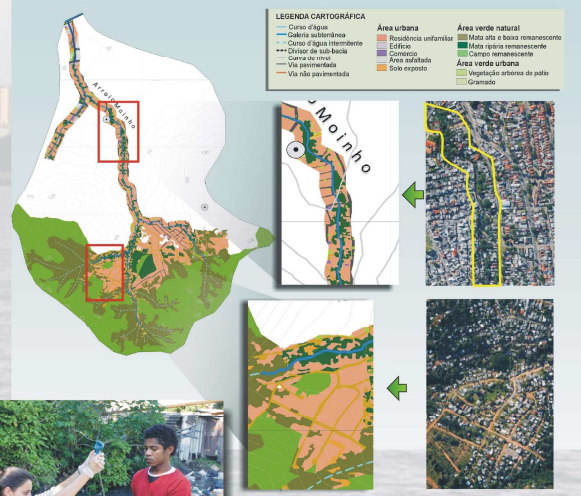 LEGENDA CARTOGRÁFICA
Curso d'água
Galeria subterrânea
Curso d'água intermitente
Divisor de sub-bacia
Curva de nível
Via pavimentada
Via não pavimentada
Área urbana
Residência unifamiliar
Edifício
Comércio
Área asfaltada
Solo exposto
Área verde natural
Mata alta e baixa remanescente
Mata ripária remanescente
Campo remanescente
Área verde urbana
Vegetação arbórea de pátio
Gramado
Arroio Moinho
o Moinho